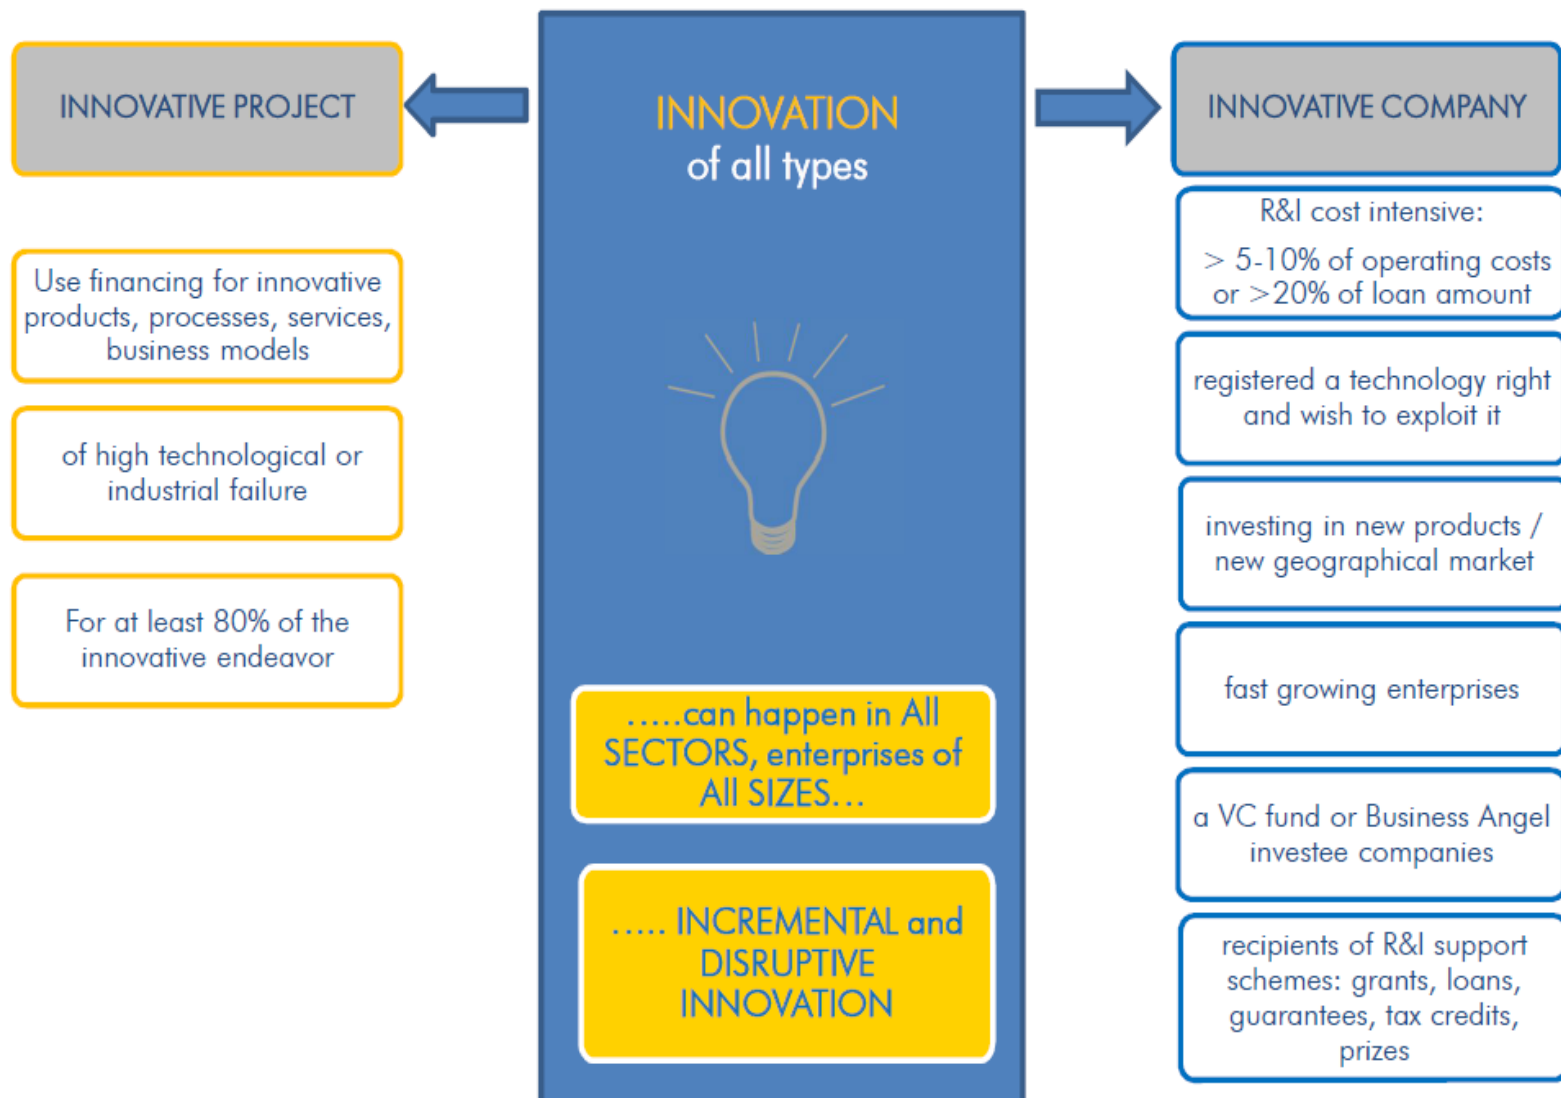 INNOVATIVE PROJECT
Use financing for innovative
products, processes, services,
business models
of high technological or
industrial failure
For at least 80% of the
innovative endeavor
INNOVATION
of all types
.....can happen in All
SECTORS, enterprises of
All SIZES...
..... INCREMENTAL and
DISRUPTIVE
INNOVATION
INNOVATIVE COMPANY
R&I cost intensive:
> 5-10% of operating costs
or >20% of loan amount
registered a technology right
and wish to exploit it
investing in new products /
new geographical market
fast growing enterprises
a VC fund or Business Angel
investee companies
recipients of R&I support
schemes: grants, loans,
guarantees, tax credits,
prizes